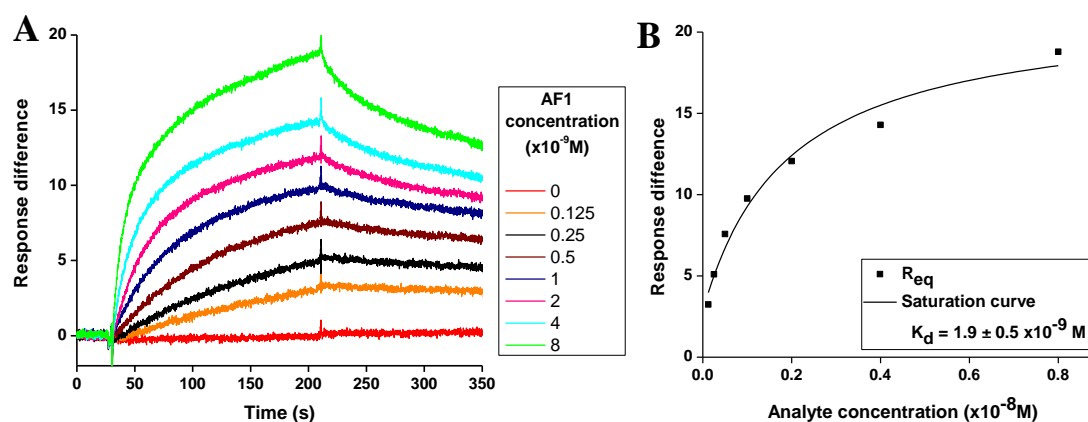 A
Response difference
20
15
10
5
0
0 50 100 150 200 250 300 350
Time (s)
AF1
concentration
(x10⁻⁹M)
0
0.125
0.25
0.5
1
2
4
8
B
Response diffeence
20
15
10
5
0
0.0 0.2 0.4 0.6 0.8
Analyte concentration (x10⁻⁸M)
R_eq
Saturation curve
K_d = 1.9 ± 0.5 x10⁻⁹ M